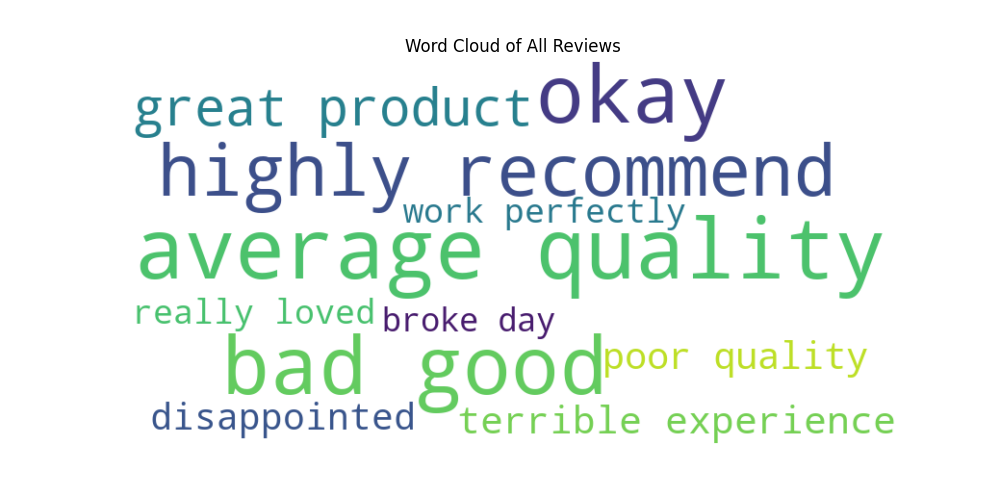 Word Cloud of All Reviews
great product okay
highly recommend
work perfectly
average quality
really loved broke day
bad good poor quality
disappointed terrible experience